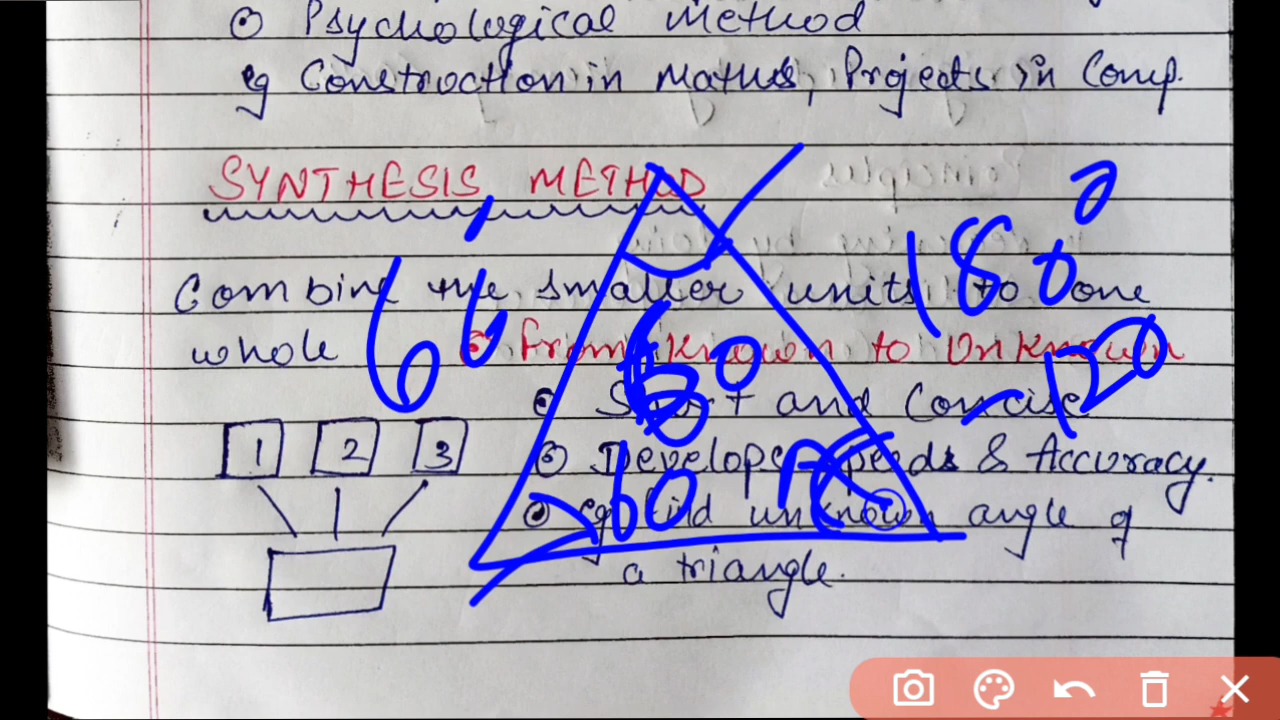 ⊙ Psychological Method
eg Construction in Maths, Projects in Comp.
SYNTHESIS METHOD
Combine the smaller units to one
whole ⊙ from known to Unknown
⊙ Short and Concise
1 2 3
⊙ Developes speeds & Accuracy.
⊙ eg find unknown angle of
a triangle.
180°
- 120
60
60
60